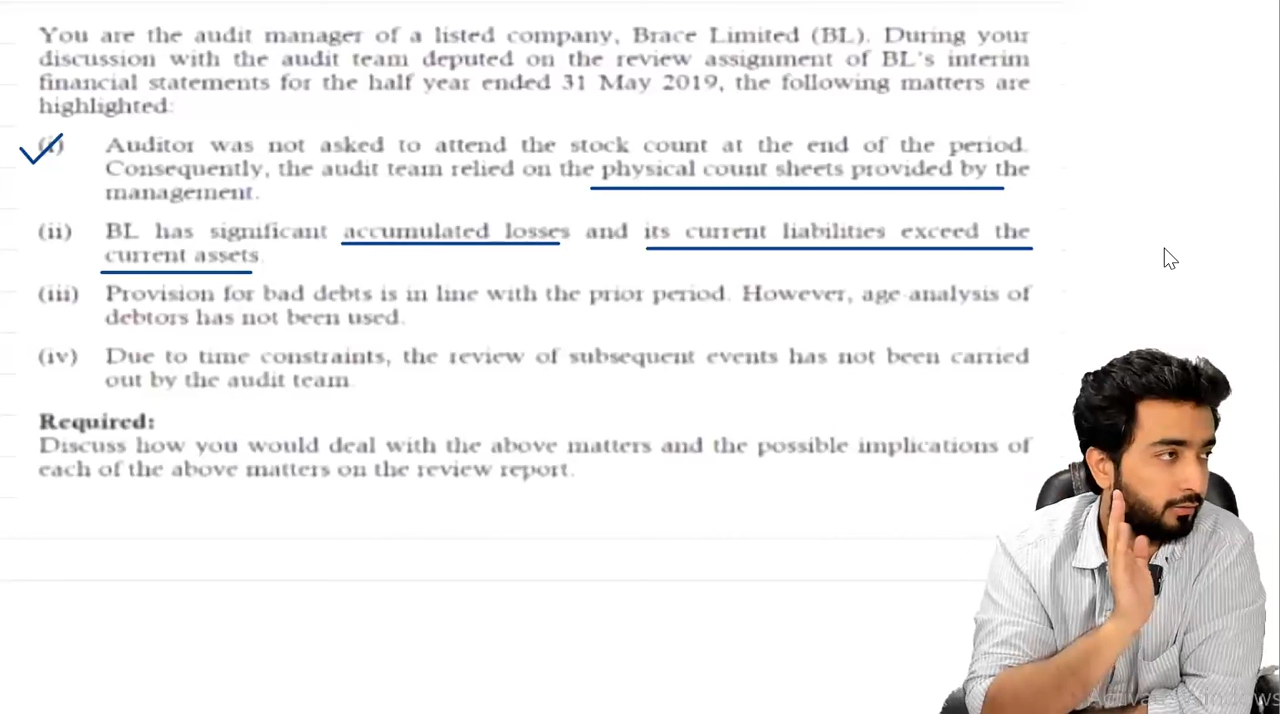 You are the audit manager of a listed company, Brace Limited (BL). During your
discussion with the audit team deputed on the review assignment of BL's interim
financial statements for the half year ended 31 May 2019, the following matters are
highlighted:
(i) Auditor was not asked to attend the stock count at the end of the period.
Consequently, the audit team relied on the physical count sheets provided by the
management.
(ii) BL has significant accumulated losses and its current liabilities exceed the
current assets.
(iii) Provision for bad debts is in line with the prior period. However, age analysis of
debtors has not been used.
(iv) Due to time constraints, the review of subsequent events has not been carried
out by the audit team.
Required:
Discuss how you would deal with the above matters and the possible implications of
each of the above matters on the review report.